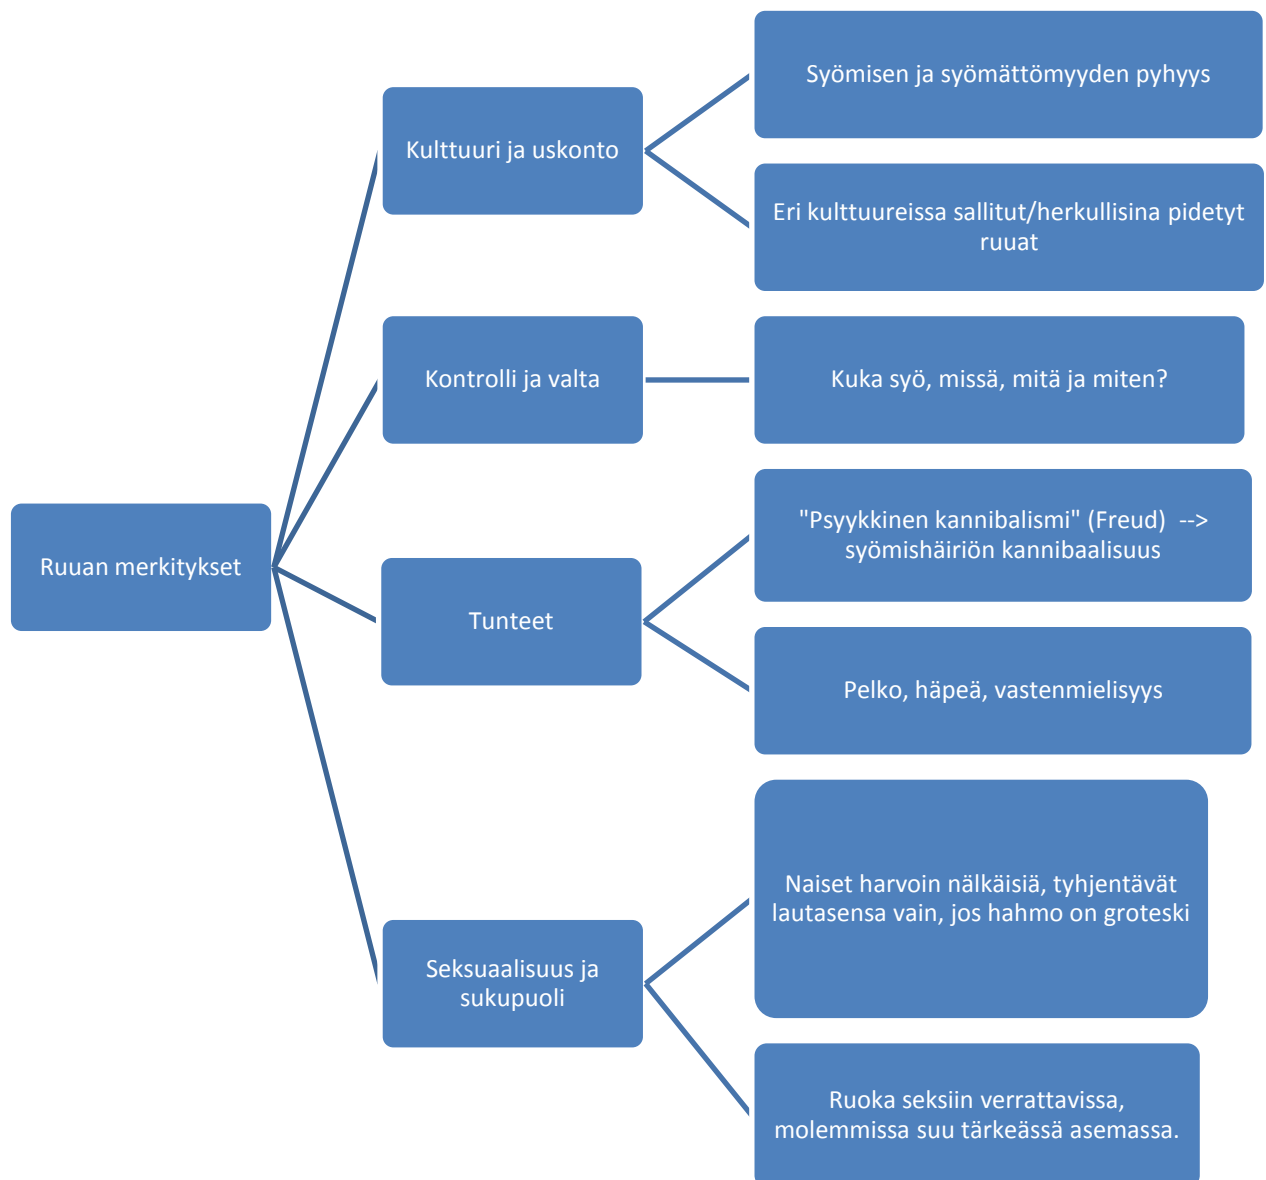 Ruuan merkitykset
Kulttuuri ja uskonto
Syömisen ja syömättömyyden pyhyys
Eri kulttuureissa sallitut/herkullisina pidetyt
ruuat
Kontrolli ja valta
Kuka syö, missä, mitä ja miten?
Tunteet
"Psyykkinen kannibalismi" (Freud)  -->
syömishäiriön kannibaalisuus
Pelko, häpeä, vastenmielisyys
Seksuaalisuus ja
sukupuoli
Naiset harvoin nälkäisiä, tyhjentävät
lautasensa vain, jos hahmo on groteski
Ruoka seksiin verrattavissa,
molemmissa suu tärkeässä asemassa.